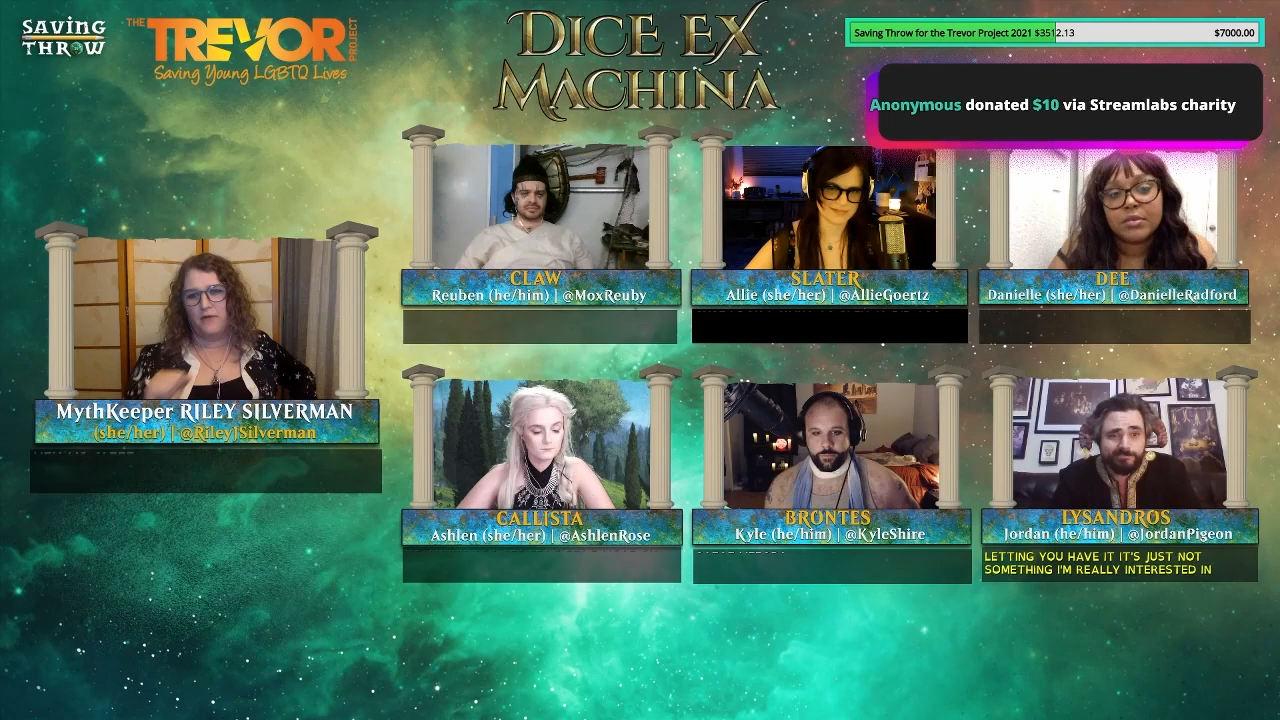 SAVING
THROW
THE
TREVOR
PROJECT
Saving Young LGBTQ Lives
DICE EX
MACHINA
Saving Throw for the Trevor Project 2021 $3512.13
$7000.00
Anonymous donated $10 via Streamlabs charity
CLAW
Reuben (he/him) | @MoxReuby
SLATER
Allie (she/her) | @AllieGoertz
DEE
Danielle (she/her) | @DanielleRadford
MythKeeper RILEY SILVERMAN
(she/her) | @RileyJSilverman
CALLISTA
Ashlen (she/her) | @AshlenRose
BRONTES
Kyle (he/him) | @KyleShire
LYSANDROS
Jordan (he/him) | @JordanPigeon
LETTING YOU HAVE IT IT'S JUST NOT
SOMETHING I'M REALLY INTERESTED IN